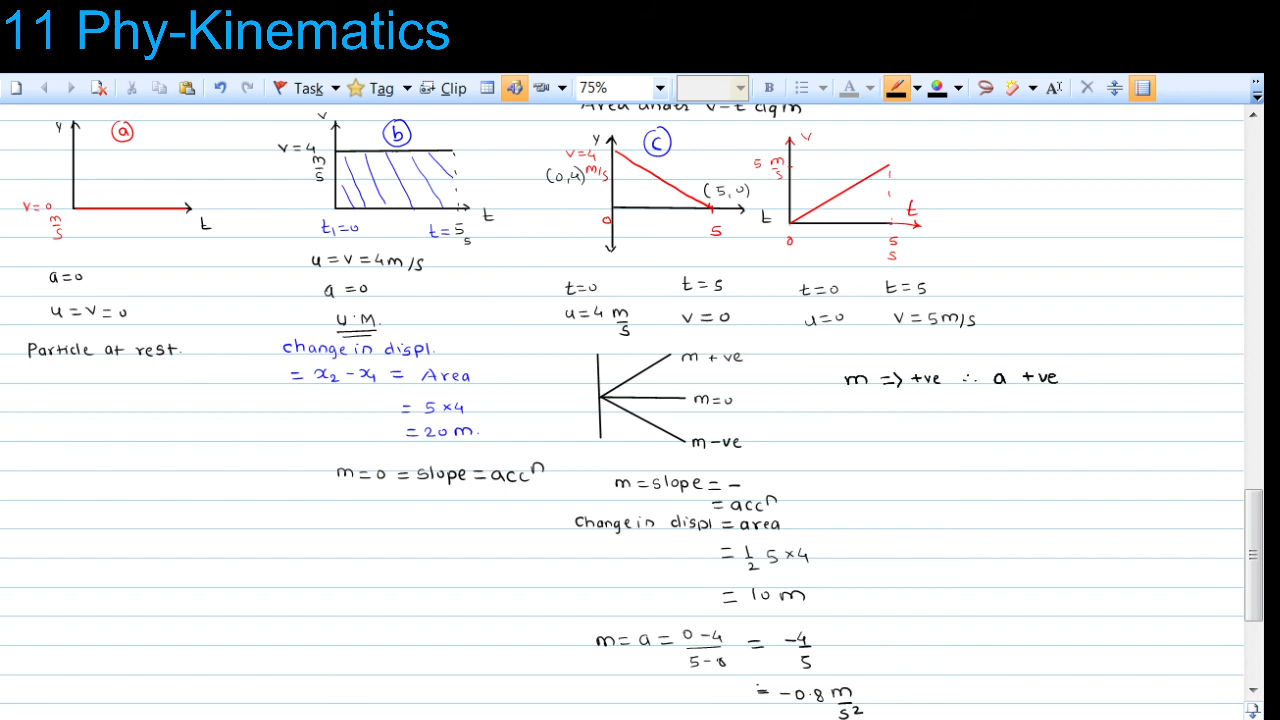 11 Phy-Kinematics
Task Tag Clip 75% B A A
Area under v-t diqm
y
a
v=0 m/s
t
a=0
u=v=0
Particle at rest.
v
b
v=4 m/s
t
t₁=0
t=5 s
u=v=4m/s
a=0
U.M.
change in displ.
= x₂-x₁ = Area
= 5×4
= 20m.
m=0 = slope = accⁿ
y
c
v=4 m/s
(0,4)
(5,0)
0
5
t
t=0 t=5
u=4 m/s v=0
m +ve
m=0
m -ve
m=slope = -
= accⁿ
Change in displ = area
= 1/2 5×4
= 10m
m=a= 0-4/5-0 = -4/5
= -0.8 m/s²
v
5 m/s
t
0
5 s
t=0 t=5
u=0 v=5m/s
m => +ve ∴ a +ve